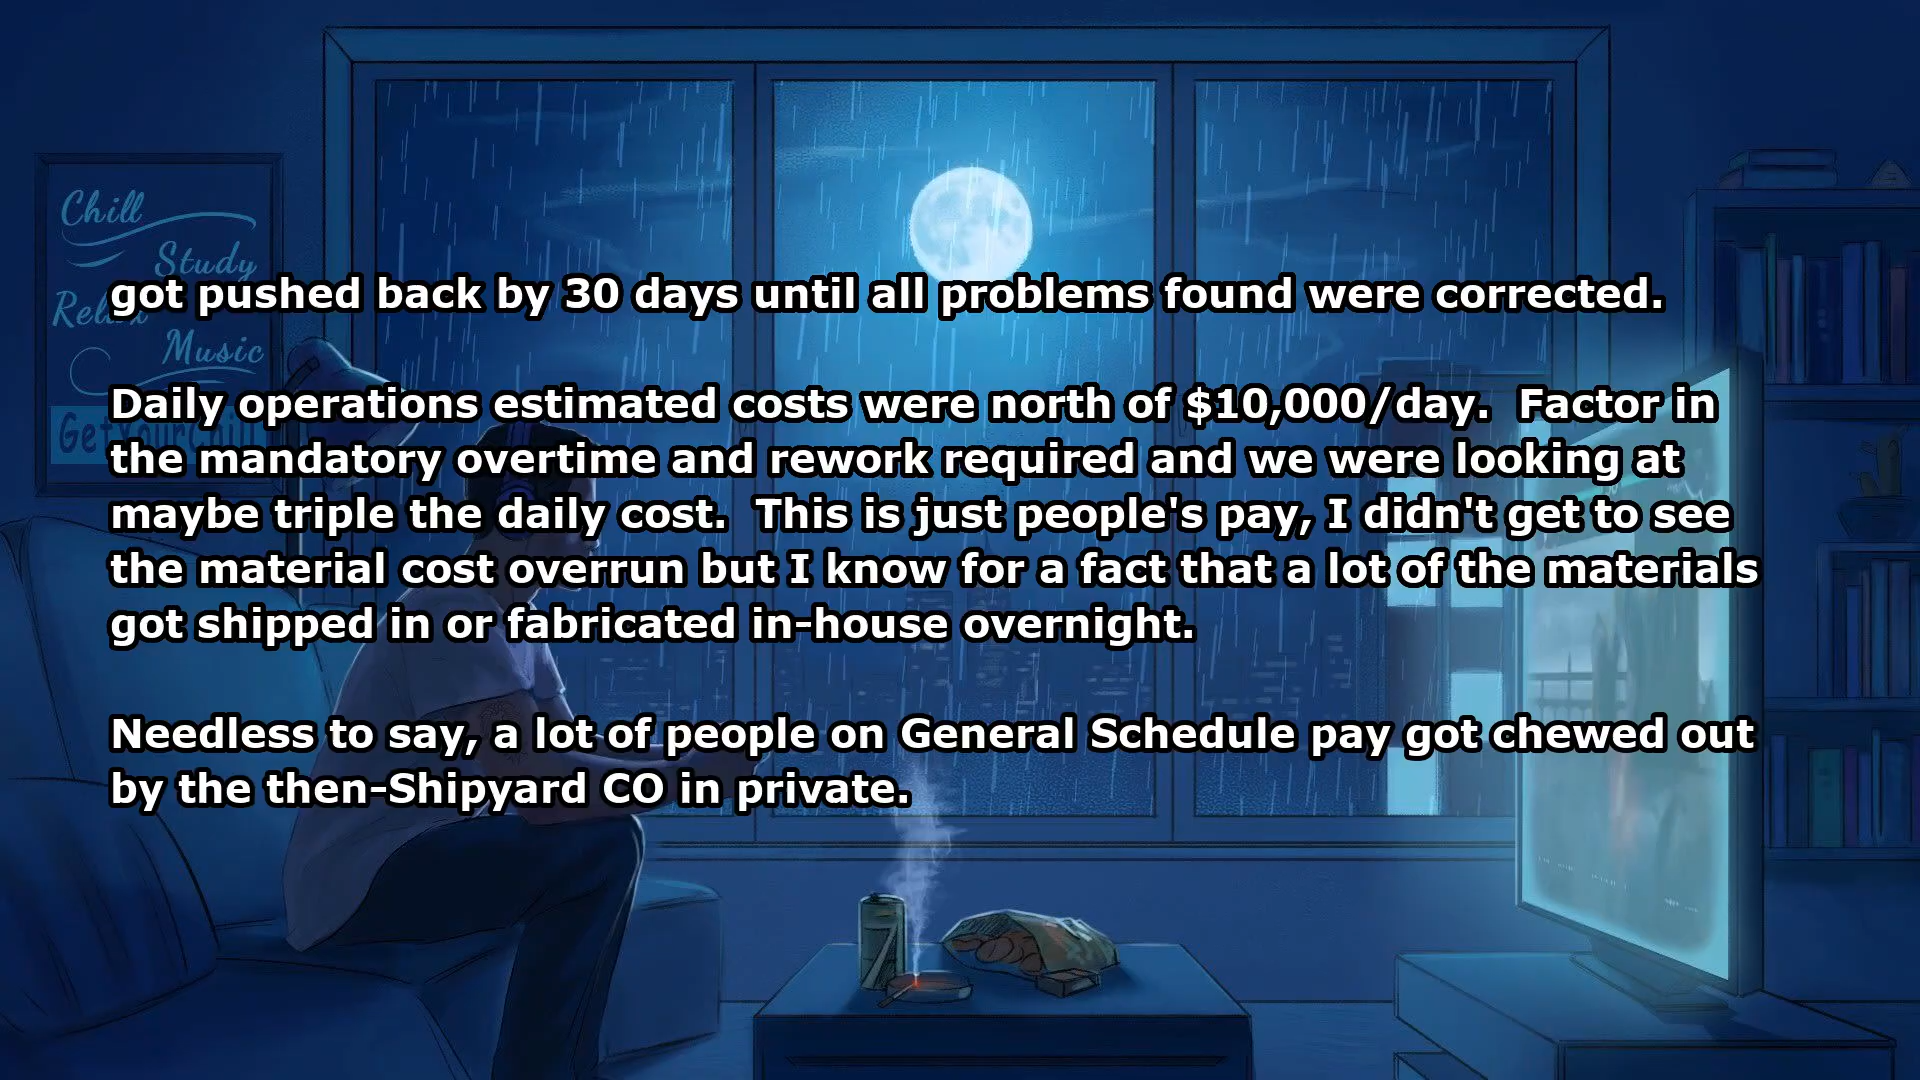 Chill
Study
Relax
Music
GetYourChill
got pushed back by 30 days until all problems found were corrected.
Daily operations estimated costs were north of $10,000/day.  Factor in
the mandatory overtime and rework required and we were looking at
maybe triple the daily cost.  This is just people's pay, I didn't get to see
the material cost overrun but I know for a fact that a lot of the materials
got shipped in or fabricated in-house overnight.
Needless to say, a lot of people on General Schedule pay got chewed out
by the then-Shipyard CO in private.